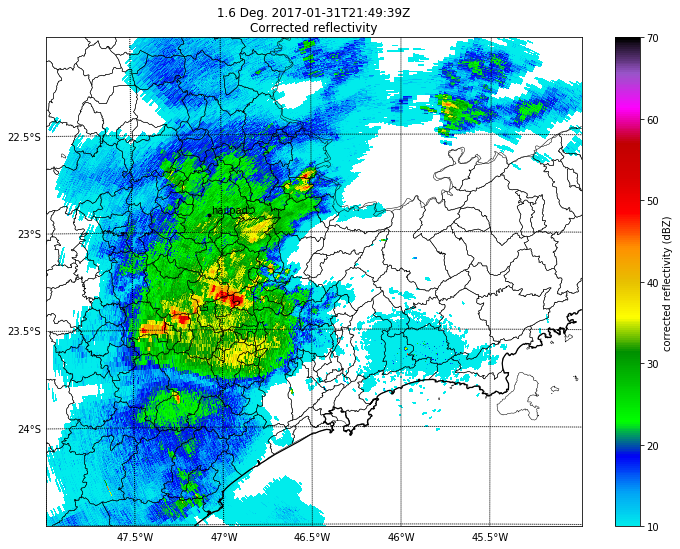 1.6 Deg. 2017-01-31T21:49:39Z
Corrected reflectivity
70
60
22.5°S
50
23°S
40
23.5°S
30
24°S
20
10
47.5°W 47°W 46.5°W 46°W 45.5°W
corrected reflectivity (dBZ)